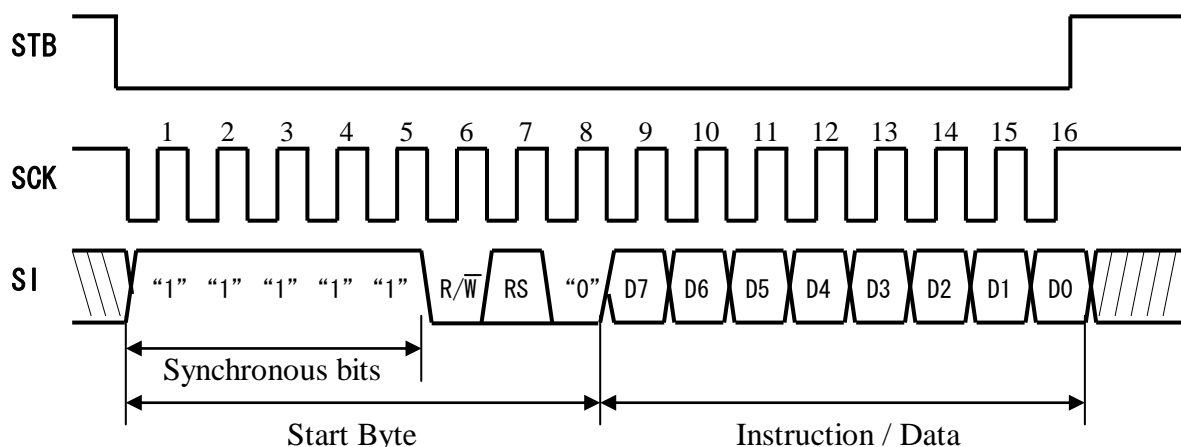 STB
1 2 3 4 5 6 7 8 9 10 11 12 13 14 15 16
SCK
SI “1” “1” “1” “1” “1” R/W̅ RS “0” D7 D6 D5 D4 D3 D2 D1 D0
Synchronous bits
Start Byte Instruction / Data